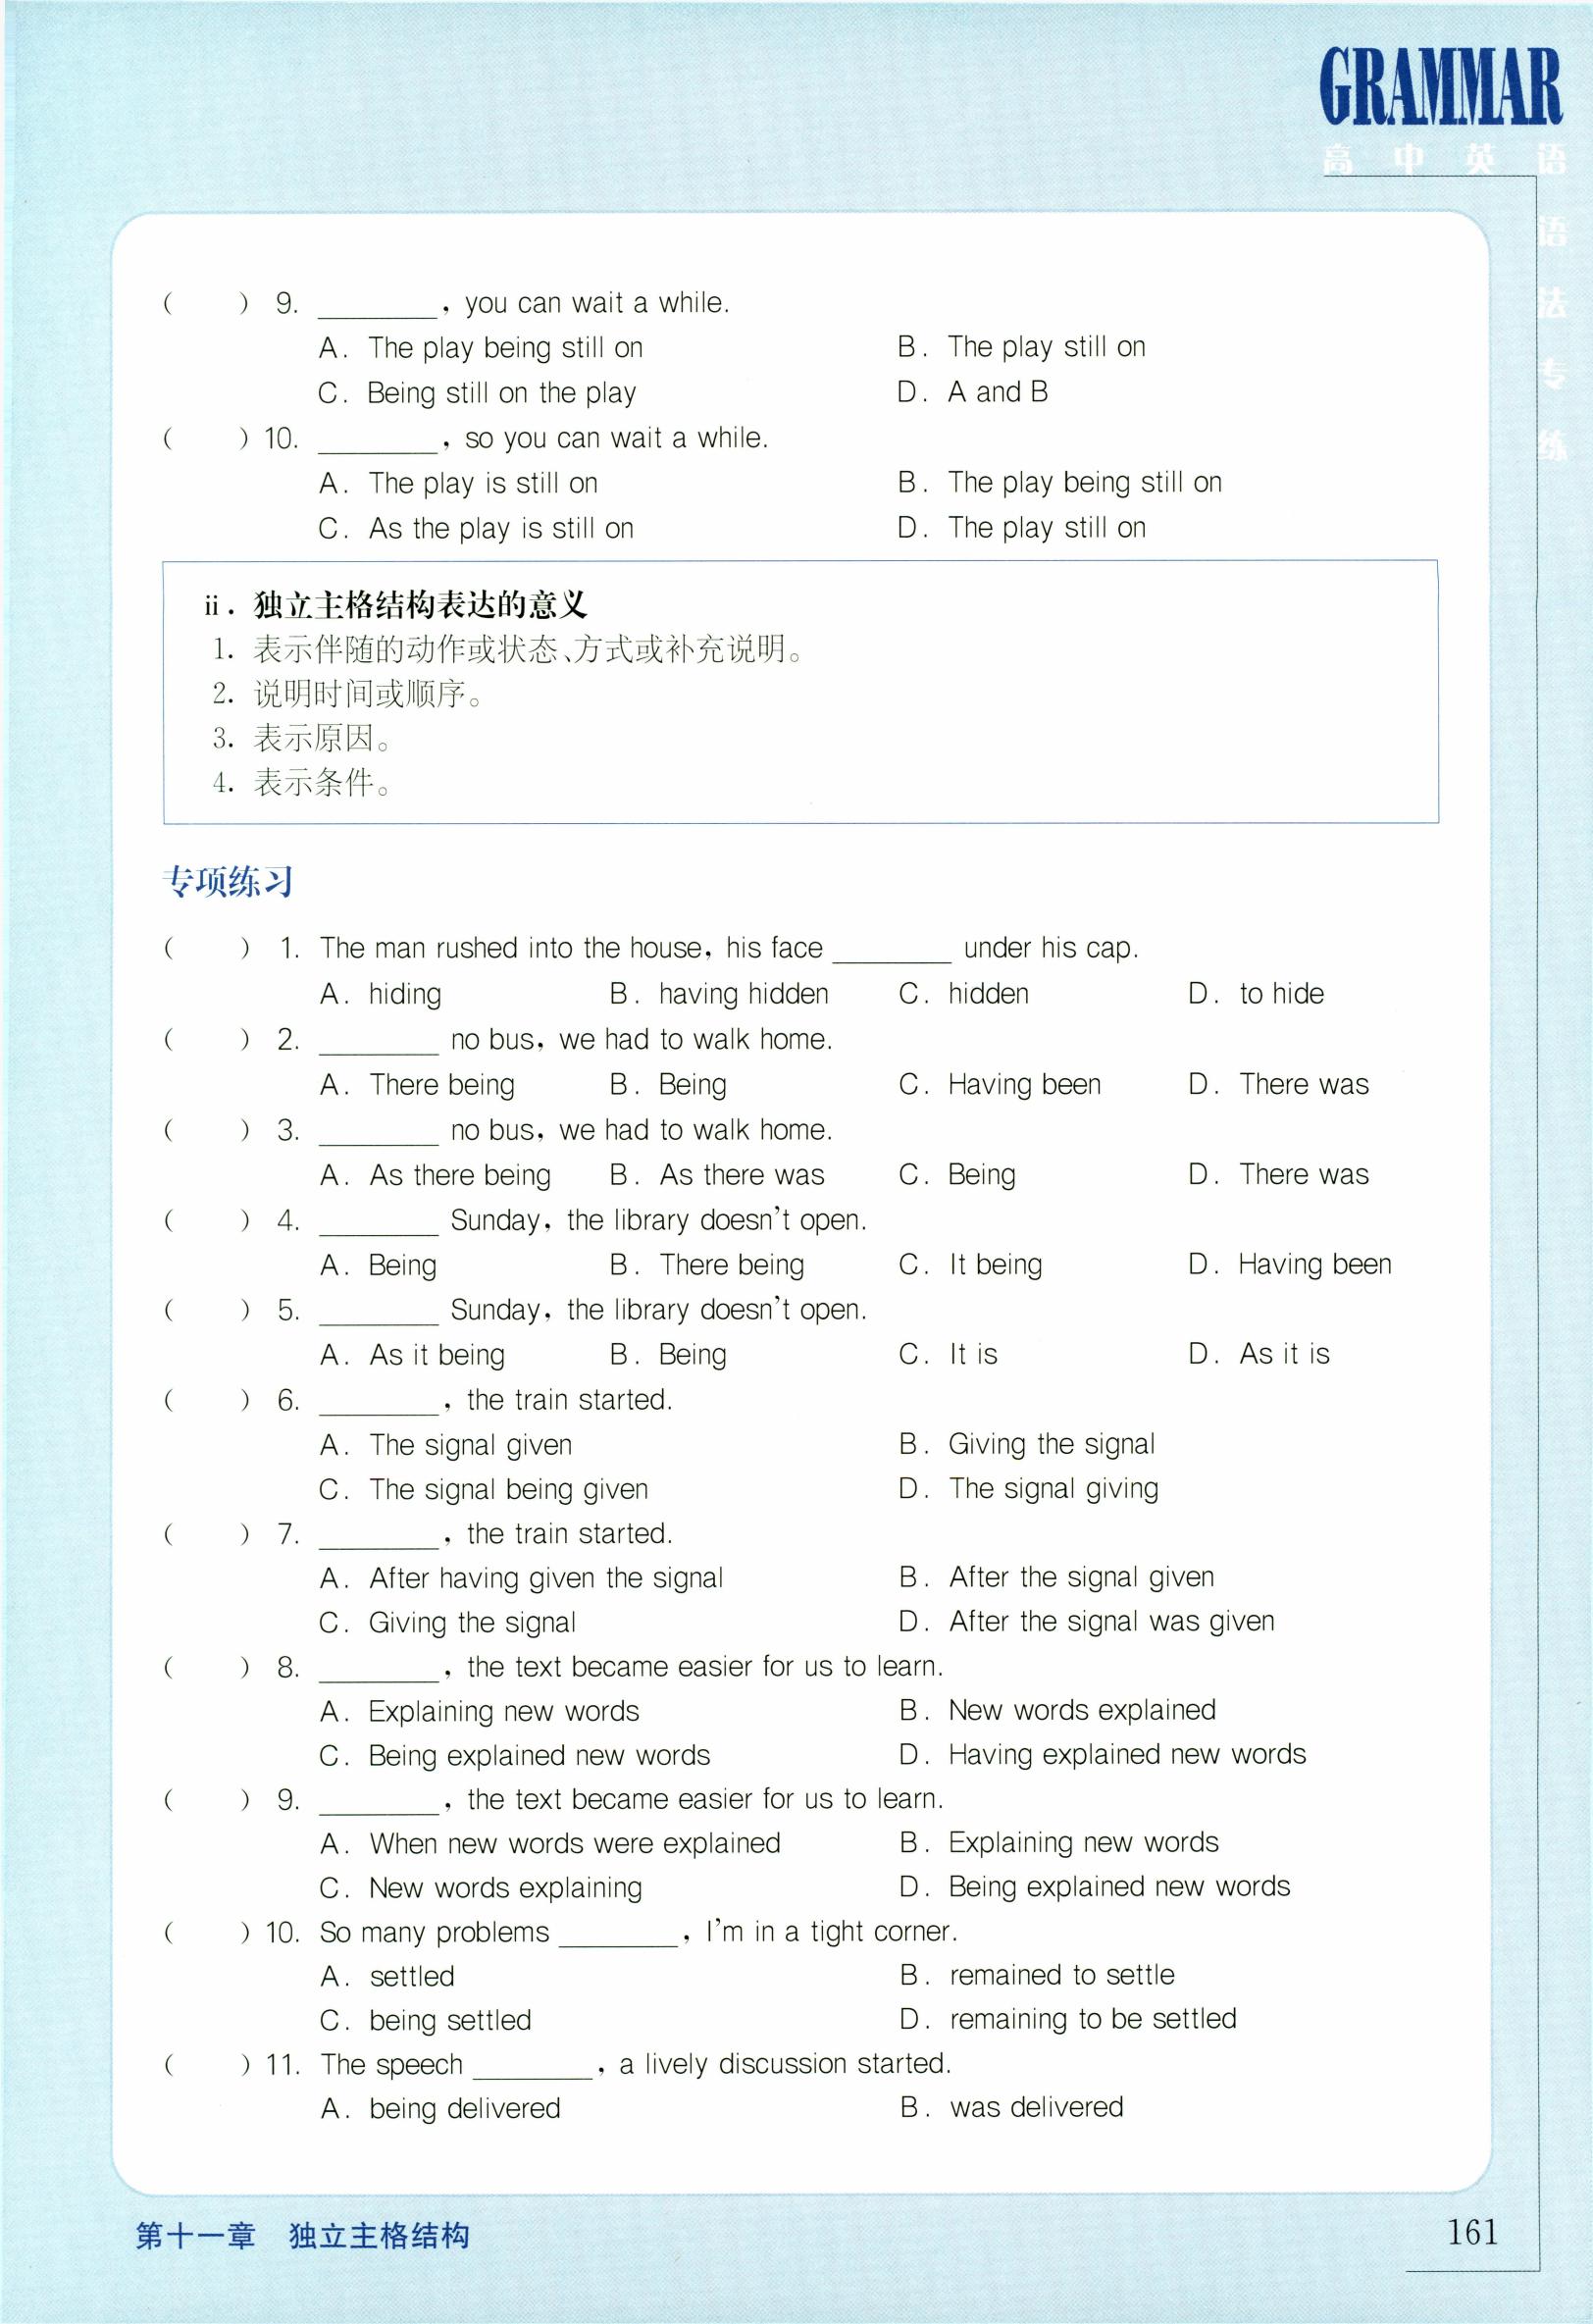 GRAMMAR
高中英语
语法专练
(    ) 9. ________, you can wait a while.
A. The play being still on    B. The play still on
C. Being still on the play    D. A and B
(    ) 10. ________, so you can wait a while.
A. The play is still on    B. The play being still on
C. As the play is still on    D. The play still on
ii. 独立主格结构表达的意义
1. 表示伴随的动作或状态、方式或补充说明。
2. 说明时间或顺序。
3. 表示原因。
4. 表示条件。
专项练习
(    ) 1. The man rushed into the house, his face ________ under his cap.
A. hiding    B. having hidden    C. hidden    D. to hide
(    ) 2. ________ no bus, we had to walk home.
A. There being    B. Being    C. Having been    D. There was
(    ) 3. ________ no bus, we had to walk home.
A. As there being    B. As there was    C. Being    D. There was
(    ) 4. ________ Sunday, the library doesn't open.
A. Being    B. There being    C. It being    D. Having been
(    ) 5. ________ Sunday, the library doesn't open.
A. As it being    B. Being    C. It is    D. As it is
(    ) 6. ________, the train started.
A. The signal given    B. Giving the signal
C. The signal being given    D. The signal giving
(    ) 7. ________, the train started.
A. After having given the signal    B. After the signal given
C. Giving the signal    D. After the signal was given
(    ) 8. ________, the text became easier for us to learn.
A. Explaining new words    B. New words explained
C. Being explained new words    D. Having explained new words
(    ) 9. ________, the text became easier for us to learn.
A. When new words were explained    B. Explaining new words
C. New words explaining    D. Being explained new words
(    ) 10. So many problems ________, I'm in a tight corner.
A. settled    B. remained to settle
C. being settled    D. remaining to be settled
(    ) 11. The speech ________, a lively discussion started.
A. being delivered    B. was delivered
第十一章 独立主格结构    161